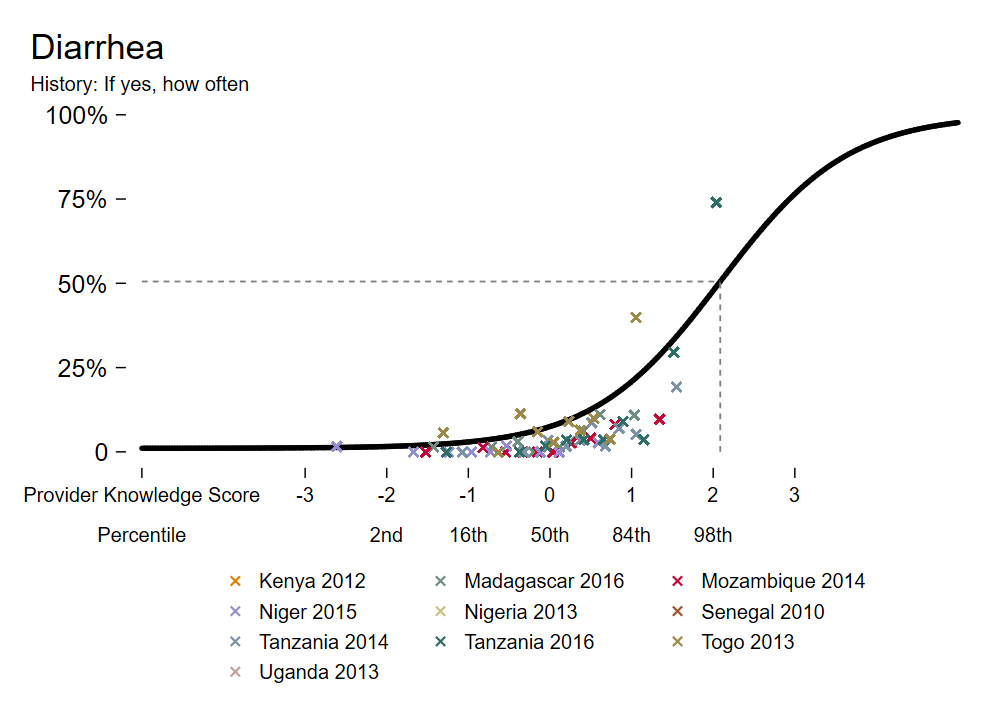 Diarrhea
History: If yes, how often
100%
75%
50%
25%
0
Provider Knowledge Score -3 -2 -1 0 1 2 3
Percentile 2nd 16th 50th 84th 98th
Kenya 2012 Madagascar 2016 Mozambique 2014
Niger 2015 Nigeria 2013 Senegal 2010
Tanzania 2014 Tanzania 2016 Togo 2013
Uganda 2013